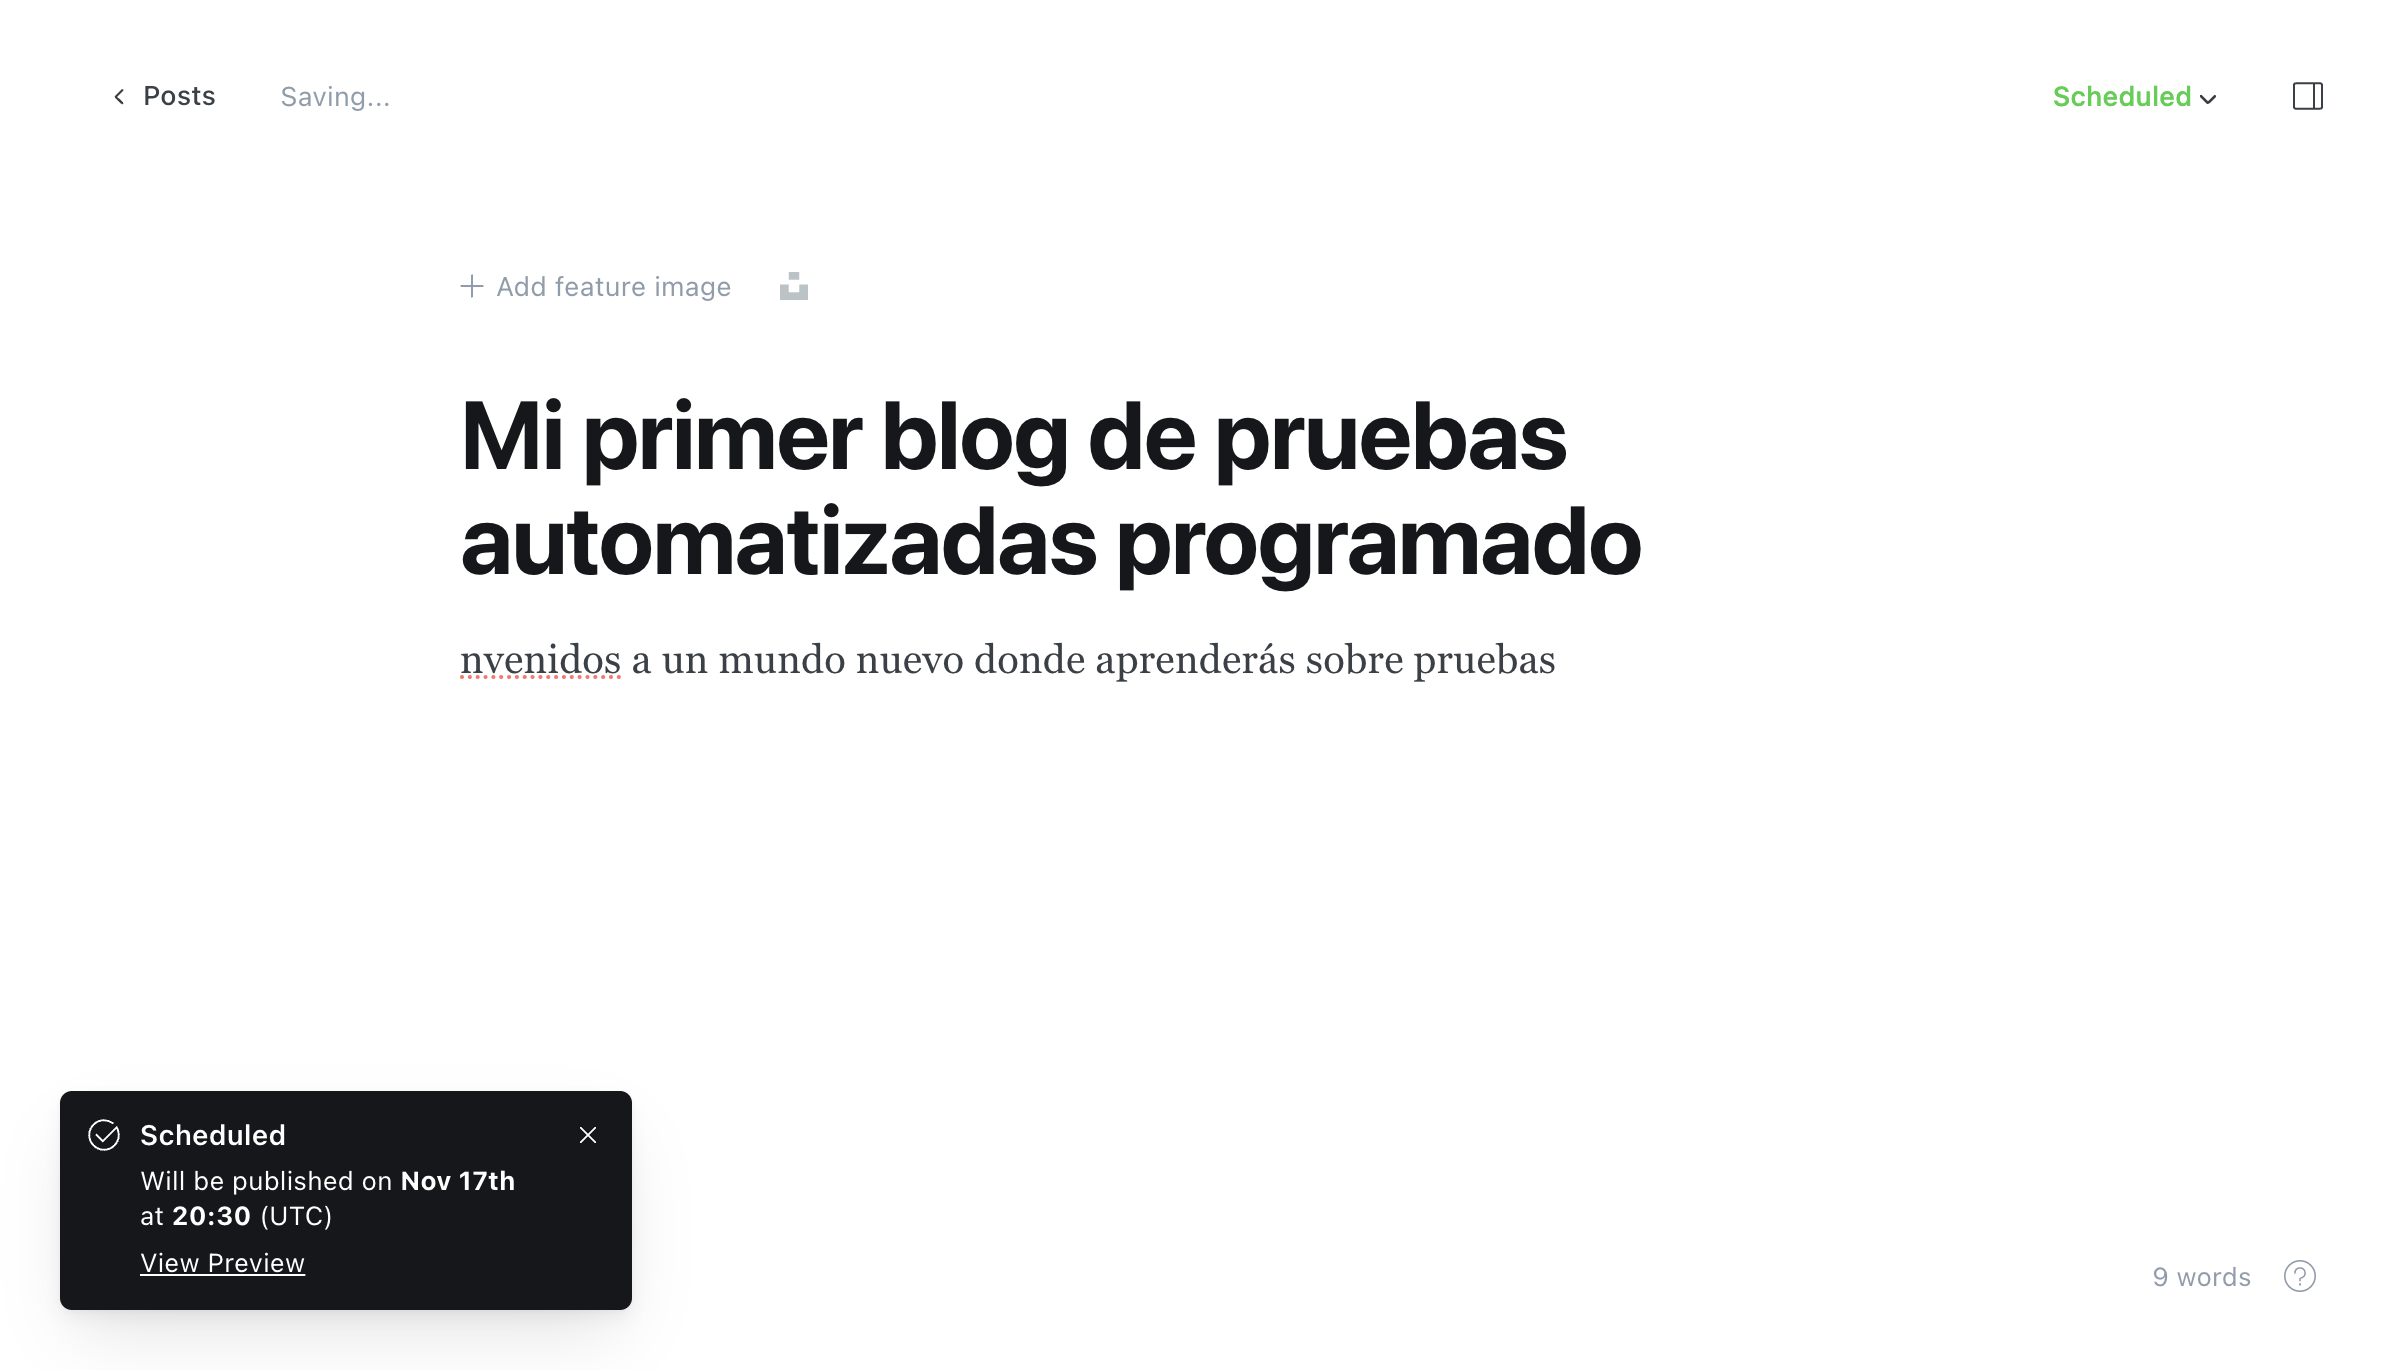 Posts
Saving...
Scheduled
Add feature image
Mi primer blog de pruebas
automatizadas programado
nvenidos a un mundo nuevo donde aprenderás sobre pruebas
Scheduled
Will be published on Nov 17th
at 20:30 (UTC)
View Preview
9 words
?